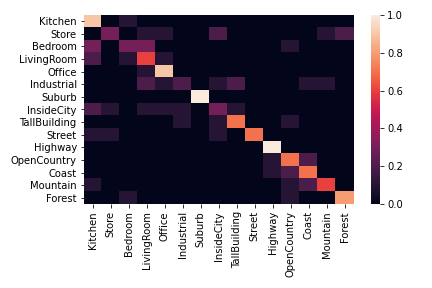 Kitchen
Store
Bedroom
LivingRoom
Office
Industrial
Suburb
InsideCity
TallBuilding
Street
Highway
OpenCountry
Coast
Mountain
Forest
Kitchen
Store
Bedroom
LivingRoom
Office
Industrial
Suburb
InsideCity
TallBuilding
Street
Highway
OpenCountry
Coast
Mountain
Forest
1.0
0.8
0.6
0.4
0.2
0.0